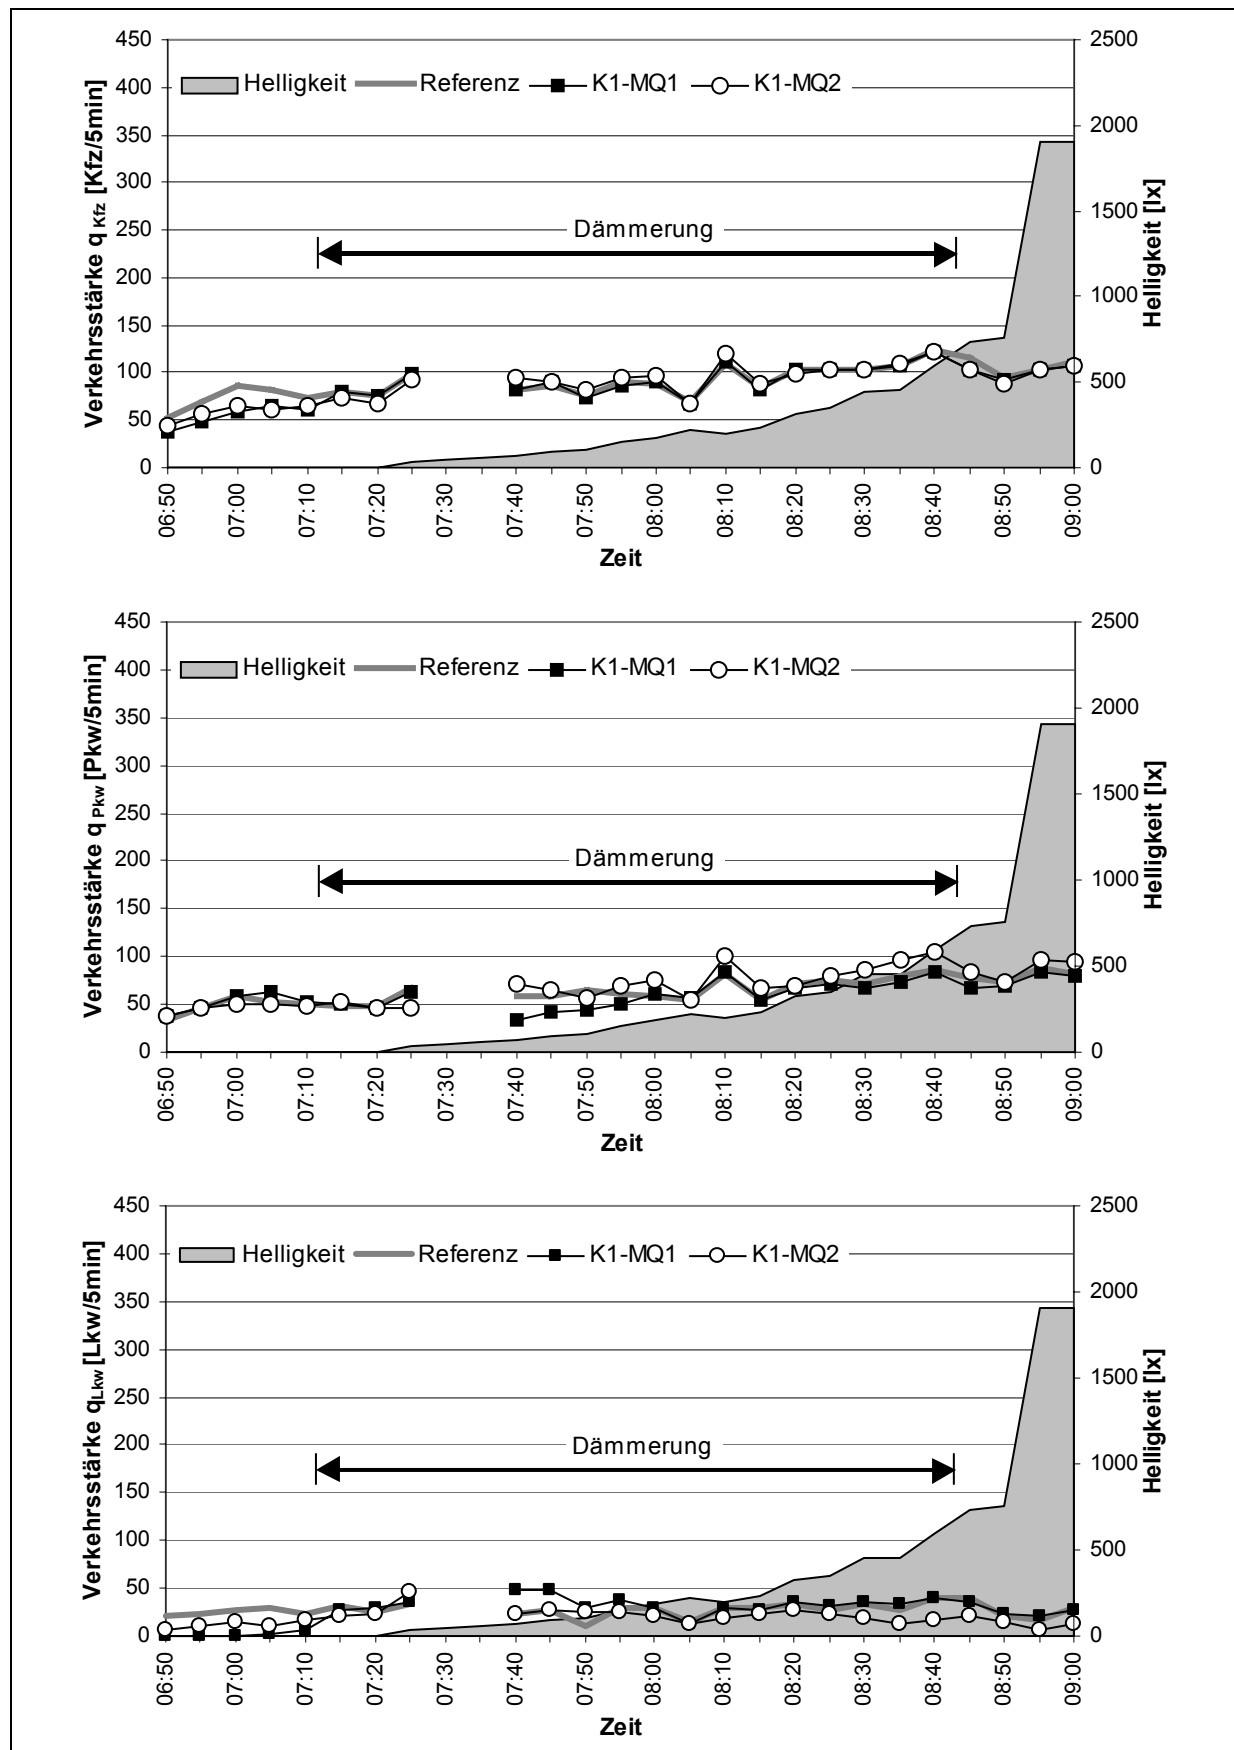 Verkehrsstärke q Kfz [Kfz/5min]
450
400
350
300
250
200
150
100
50
0
Helligkeit Referenz K1-MQ1 K1-MQ2
Dämmerung
2500
2000
1500
1000
500
0
Helligkeit [lx]
06:50 07:00 07:10 07:20 07:30 07:40 07:50 08:00 08:10 08:20 08:30 08:40 08:50 09:00
Zeit
Verkehrsstärke q Pkw [Pkw/5min]
450
400
350
300
250
200
150
100
50
0
Helligkeit Referenz K1-MQ1 K1-MQ2
Dämmerung
2500
2000
1500
1000
500
0
Helligkeit [lx]
06:50 07:00 07:10 07:20 07:30 07:40 07:50 08:00 08:10 08:20 08:30 08:40 08:50 09:00
Zeit
Verkehrsstärke qLkw [Lkw/5min]
450
400
350
300
250
200
150
100
50
0
Helligkeit Referenz K1-MQ1 K1-MQ2
Dämmerung
2500
2000
1500
1000
500
0
Helligkeit [lx]
06:50 07:00 07:10 07:20 07:30 07:40 07:50 08:00 08:10 08:20 08:30 08:40 08:50 09:00
Zeit